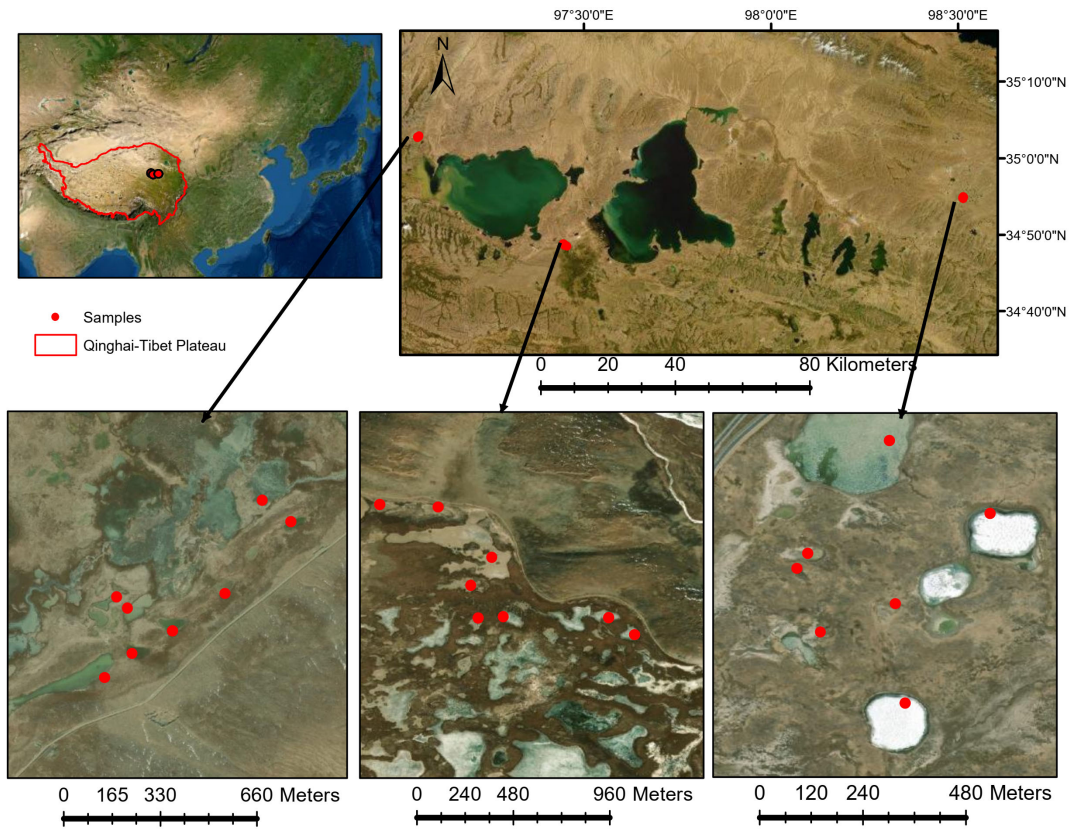 97°30'0"E 98°0'0"E 98°30'0"E
N
35°10'0"N
35°0'0"N
34°50'0"N
34°40'0"N
Samples
Qinghai-Tibet Plateau
0 20 40 80 Kilometers
0 165 330 660 Meters
0 240 480 960 Meters
0 120 240 480 Meters